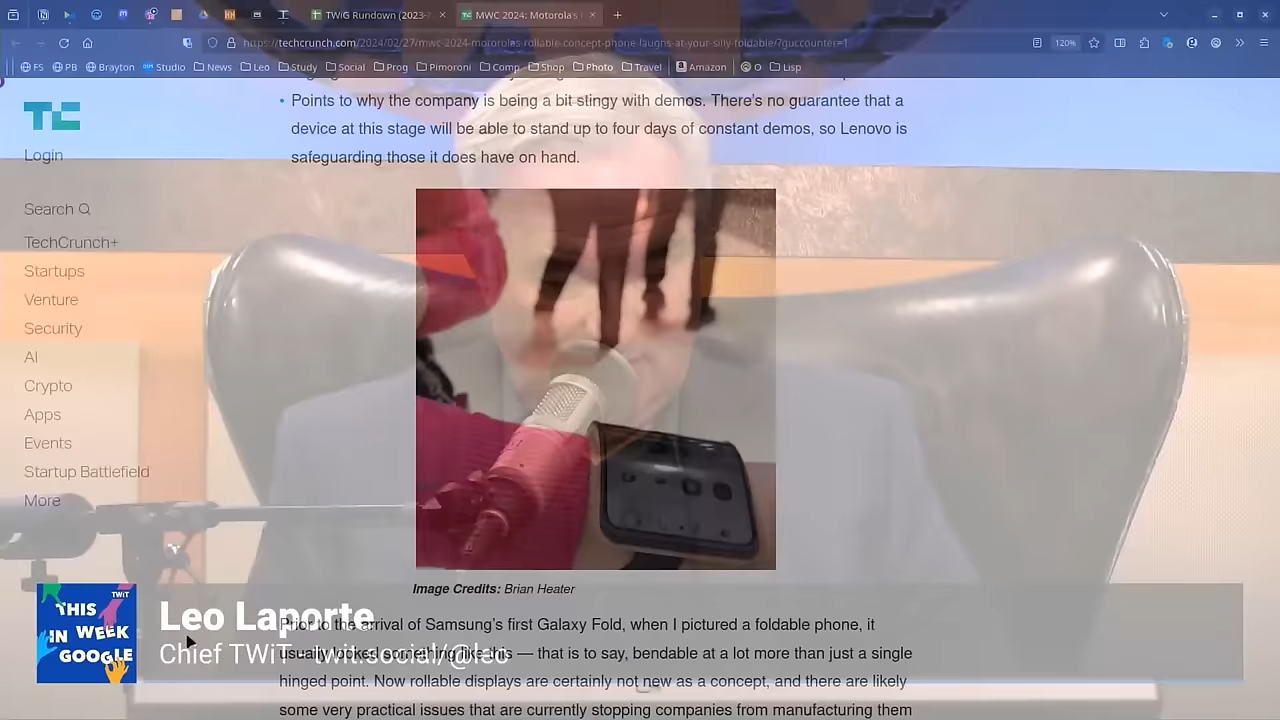 TWiG Rundown (2023-
MWC 2024: Motorola's
https://techcrunch.com/2024/02/27/mwc-2024-motorolas-rollable-concept-phone-laughs-at-your-silly-foldable/?guccounter=1
120%
FS
PB
Brayton
Studio
News
Leo
Study
Social
Prog
Pimoroni
Comp
Shop
Photo
Travel
Amazon
O
Lisp
TC
Login
Search
TechCrunch+
Startups
Venture
Security
AI
Crypto
Apps
Events
Startup Battlefield
More
• Points to why the company is being a bit stingy with demos. There's no guarantee that a
device at this stage will be able to stand up to four days of constant demos, so Lenovo is
safeguarding those it does have on hand.
Image Credits: Brian Heater
Prior to the arrival of Samsung's first Galaxy Fold, when I pictured a foldable phone, it
usually looked something like this — that is to say, bendable at a lot more than just a single
hinged point. Now rollable displays are certainly not new as a concept, and there are likely
some very practical issues that are currently stopping companies from manufacturing them
TWiT
THIS
IN WEEK
GOOGLE
Leo Laporte
Chief TWiT - twit.social/@leo